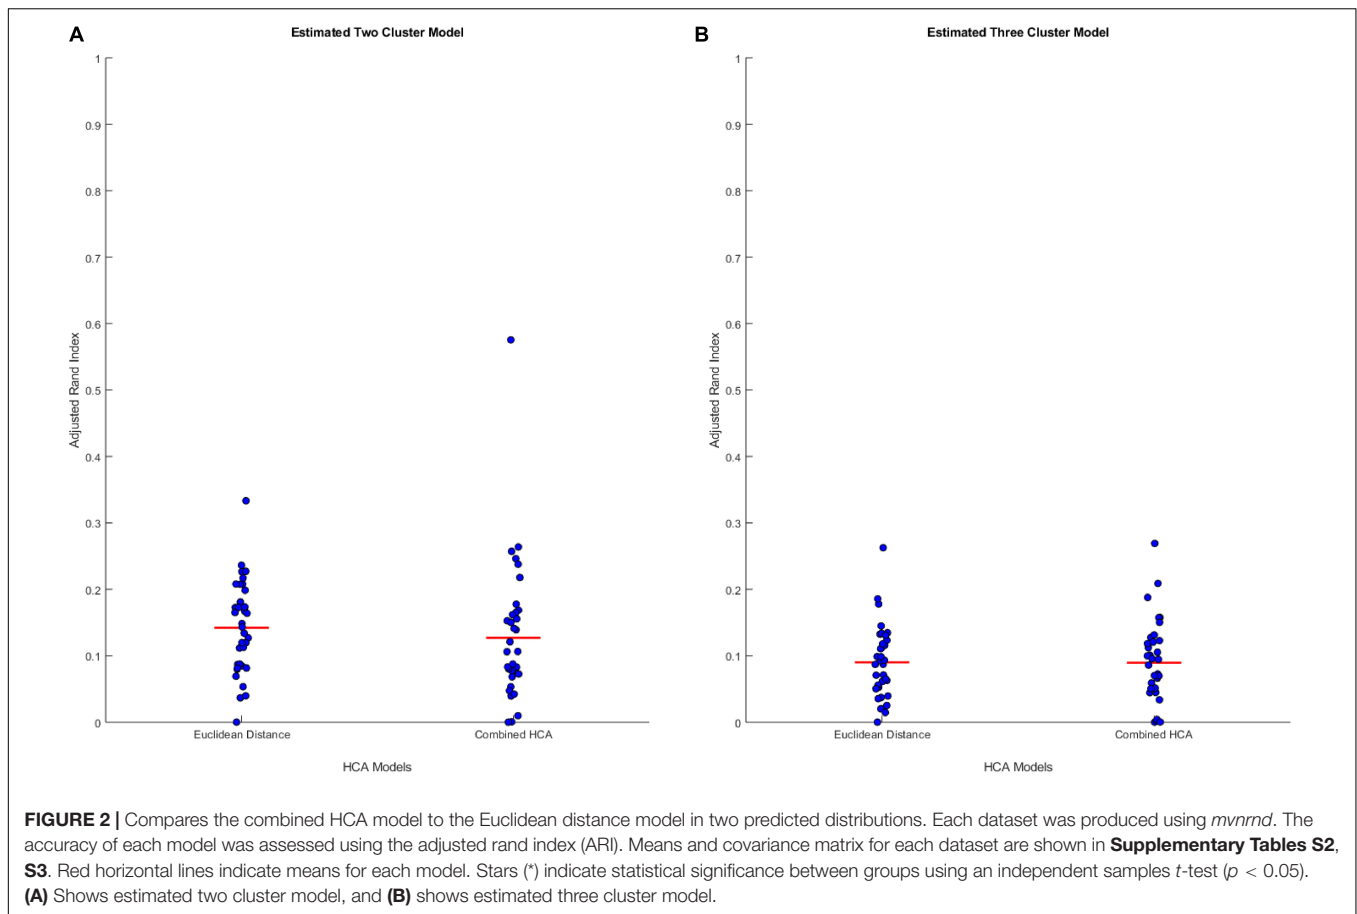 A
Estimated Two Cluster Model
1
0.9
0.8
0.7
0.6
0.5
0.4
0.3
0.2
0.1
0
Adjusted Rand Index
Euclidean Distance
Combined HCA
HCA Models
B
Estimated Three Cluster Model
1
0.9
0.8
0.7
0.6
0.5
0.4
0.3
0.2
0.1
0
Adjusted Rand Index
Euclidean Distance
Combined HCA
HCA Models
FIGURE 2 | Compares the combined HCA model to the Euclidean distance model in two predicted distributions. Each dataset was produced using mvnrnd. The
accuracy of each model was assessed using the adjusted rand index (ARI). Means and covariance matrix for each dataset are shown in Supplementary Tables S2,
S3. Red horizontal lines indicate means for each model. Stars (*) indicate statistical significance between groups using an independent samples t-test (p < 0.05).
(A) Shows estimated two cluster model, and (B) shows estimated three cluster model.